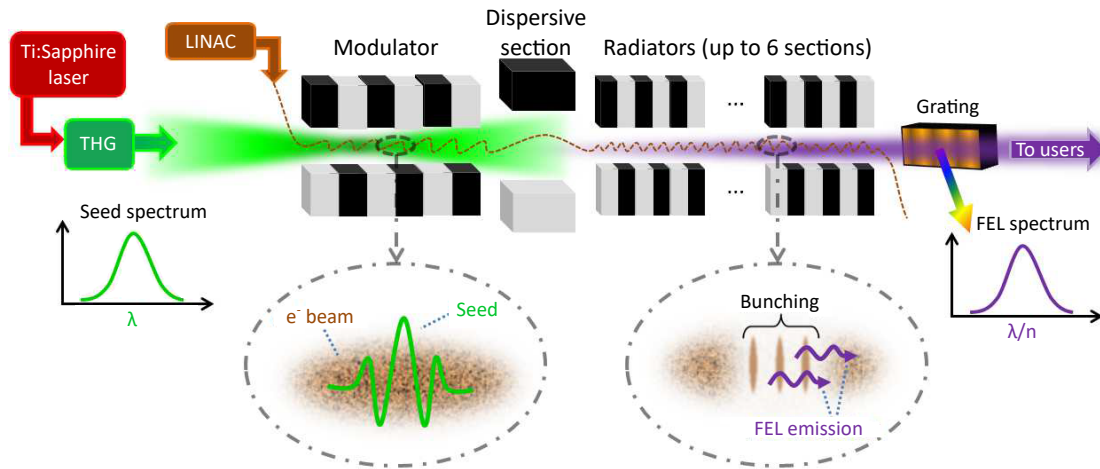 Ti:Sapphire
laser
LINAC
Modulator
Dispersive
section
Radiators (up to 6 sections)
THG
...
...
Grating
To users
Seed spectrum
λ
FEL spectrum
λ/n
e⁻ beam
Seed
Bunching
FEL emission